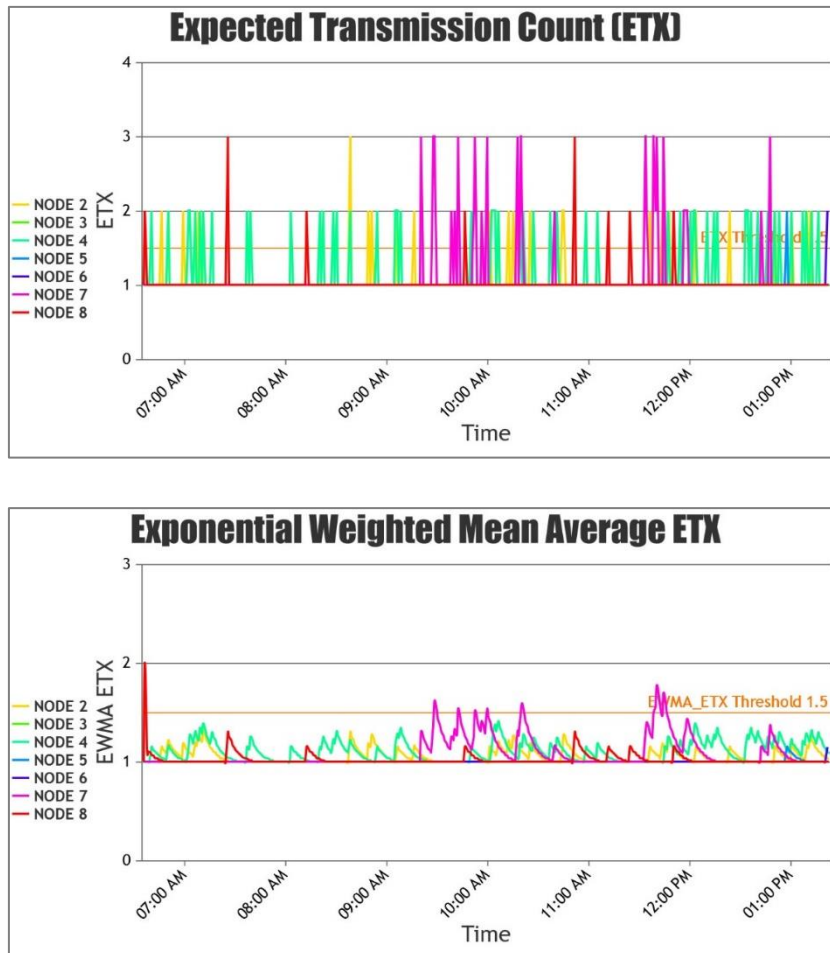 Expected Transmission Count (ETX)
4
3
2
1
0
ETX
NODE 2
NODE 3
NODE 4
NODE 5
NODE 6
NODE 7
NODE 8
ETX Threshold 1.5
07:00 AM
08:00 AM
09:00 AM
10:00 AM
11:00 AM
12:00 PM
01:00 PM
Time
Exponential Weighted Mean Average ETX
3
2
1
0
EWMA ETX
NODE 2
NODE 3
NODE 4
NODE 5
NODE 6
NODE 7
NODE 8
EWMA_ETX Threshold 1.5
07:00 AM
08:00 AM
09:00 AM
10:00 AM
11:00 AM
12:00 PM
01:00 PM
Time